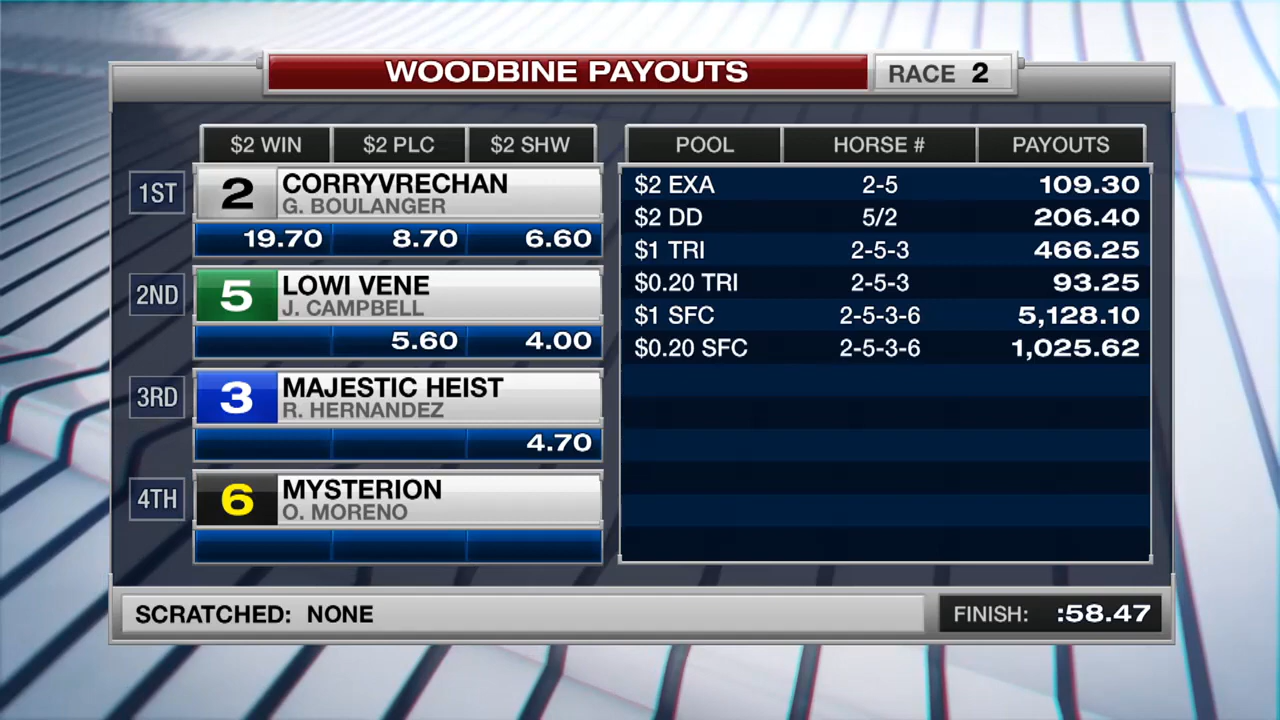 WOODBINE PAYOUTS RACE 2
$2 WIN $2 PLC $2 SHW
1ST 2 CORRYVRECHAN
G. BOULANGER
19.70 8.70 6.60
2ND 5 LOWI VENE
J. CAMPBELL
5.60 4.00
3RD 3 MAJESTIC HEIST
R. HERNANDEZ
4.70
4TH 6 MYSTERION
O. MORENO
POOL HORSE # PAYOUTS
$2 EXA 2-5 109.30
$2 DD 5/2 206.40
$1 TRI 2-5-3 466.25
$0.20 TRI 2-5-3 93.25
$1 SFC 2-5-3-6 5,128.10
$0.20 SFC 2-5-3-6 1,025.62
SCRATCHED: NONE
FINISH: :58.47